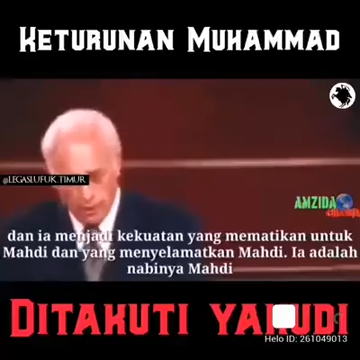 KETURUNAN MUHAMMAD
@LEGASLUFUK_TIMUR
AMZIDA
dan ia menjadi kekuatan yang mematikan untuk
Mahdi dan yang menyelamatkan Mahdi. Ia adalah
nabinya Mahdi
DITAKUTI YAHUDI
Helo ID: 261049013